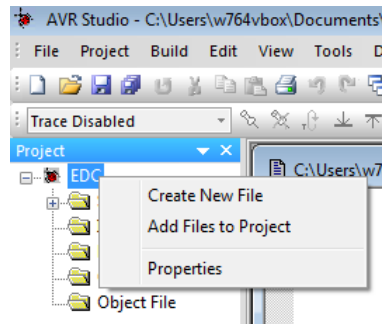 AVR Studio - C:\Users\w764vbox\Documents\
File Project Build Edit View Tools
Trace Disabled
Project
C:\Users\w7
EDC
Create New File
Add Files to Project
Properties
Object File